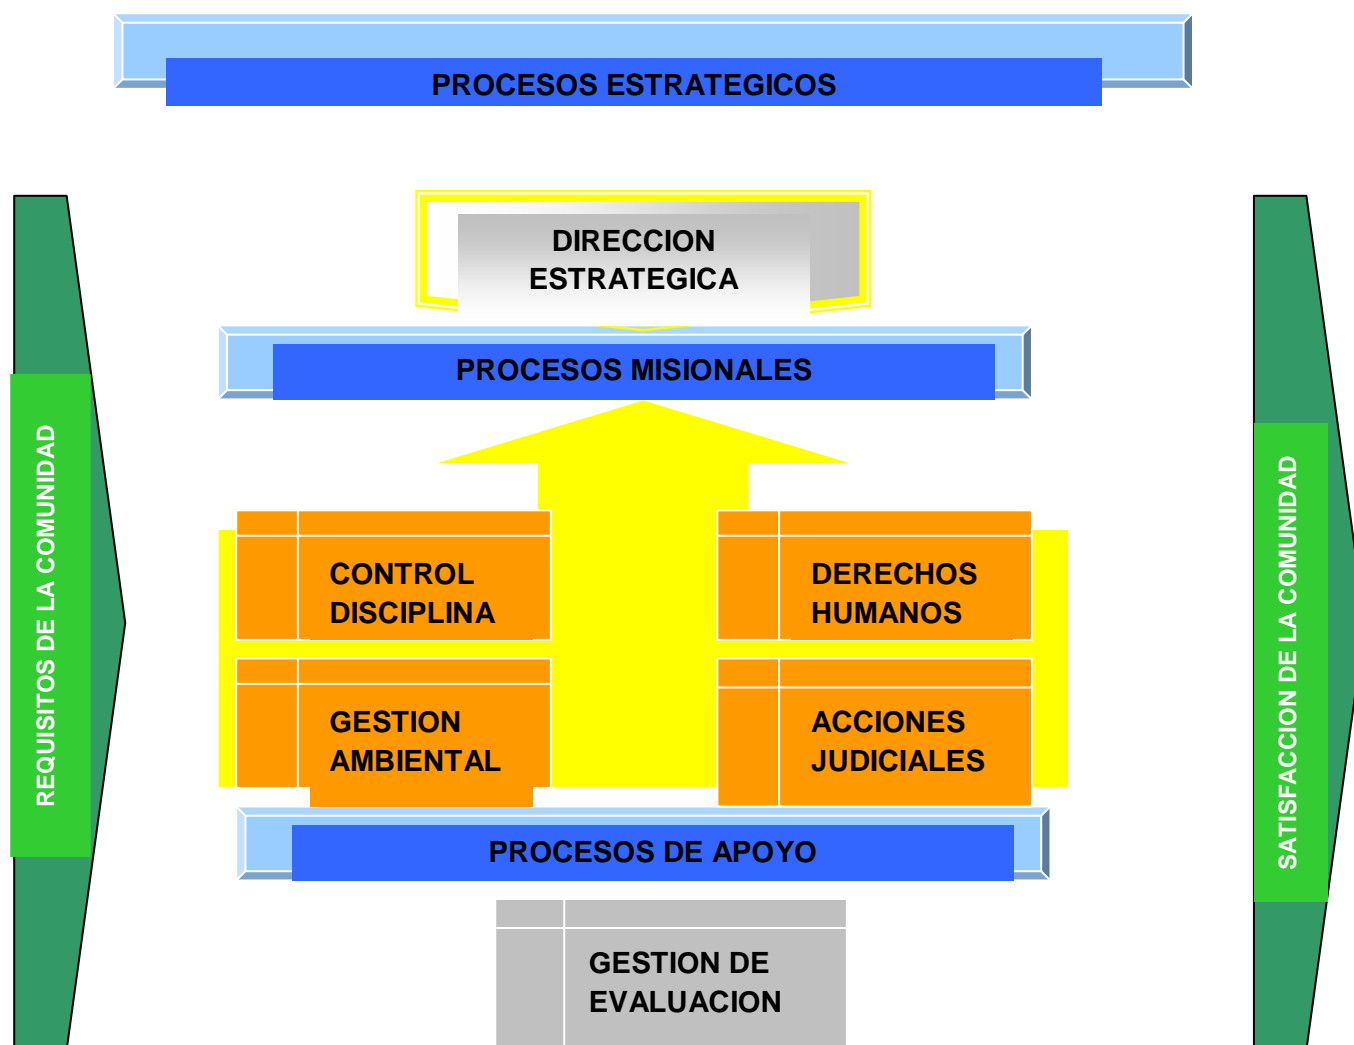 PROCESOS ESTRATEGICOS
DIRECCION
ESTRATEGICA
PROCESOS MISIONALES
REQUISITOS DE LA COMUNIDAD
CONTROL
DISCIPLINA
DERECHOS
HUMANOS
GESTION
AMBIENTAL
ACCIONES
JUDICIALES
SATISFACCION DE LA COMUNIDAD
PROCESOS DE APOYO
GESTION DE
EVALUACION